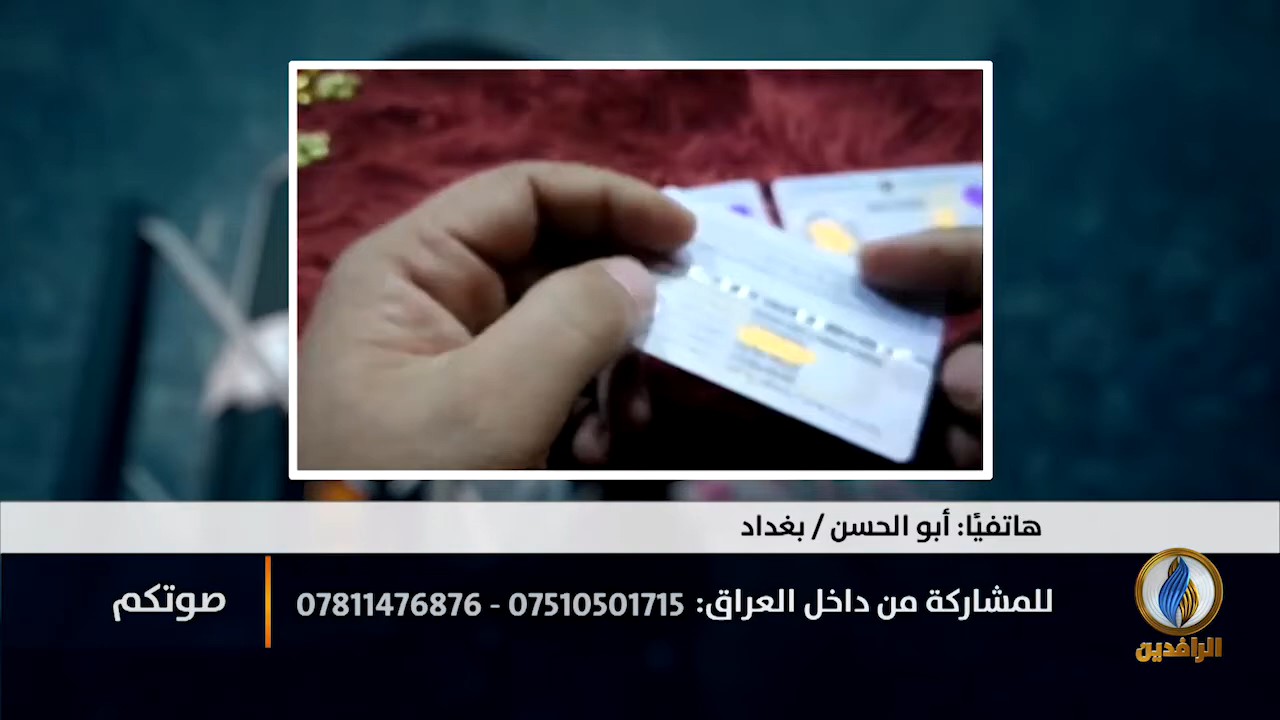 هاتفيًا: أبو الحسن / بغداد
للمشاركة من داخل العراق: 07510501715 - 07811476876
صوتكم
الرافدين